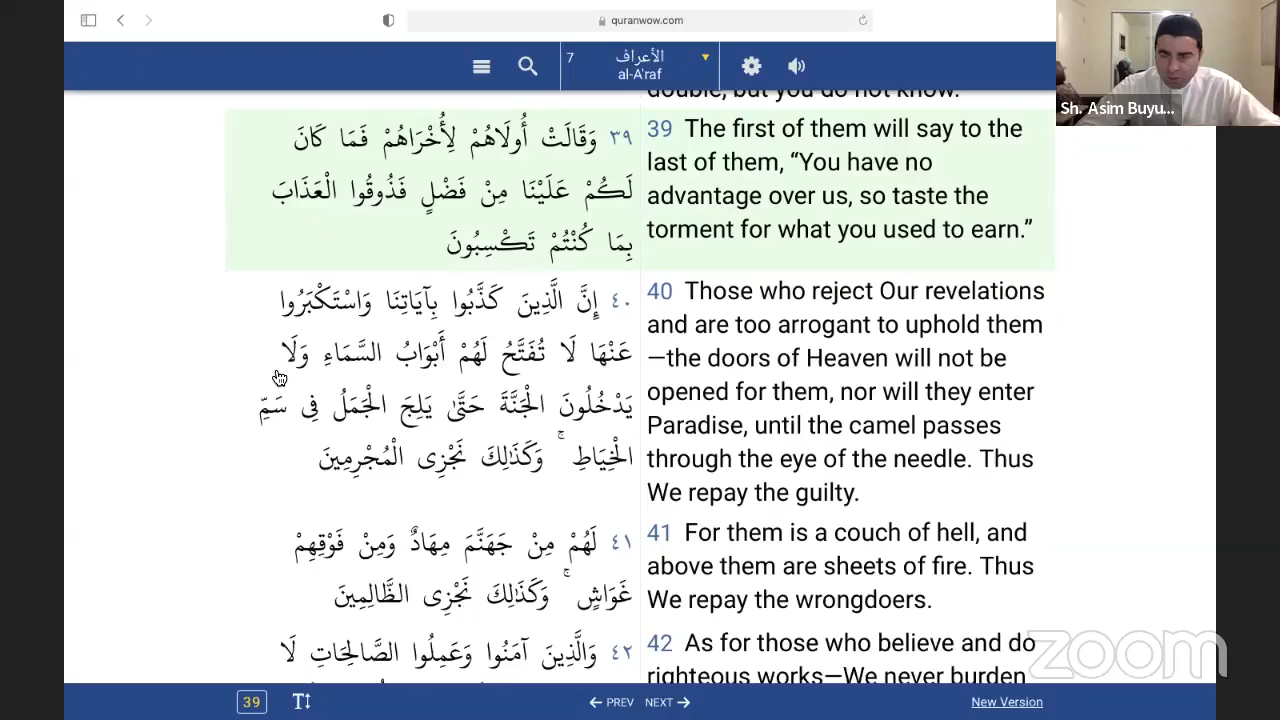 quranwow.com
7
الأعراف
al-A'raf
Sh. Asim Buyu...
double, but you do not know.
٣٩ وَقَالَتْ أُولَاهُمْ لِأُخْرَاهُمْ فَمَا كَانَ
لَكُمْ عَلَيْنَا مِنْ فَضْلٍ فَذُوقُوا الْعَذَابَ
بِمَا كُنْتُمْ تَكْسِبُونَ
39 The first of them will say to the
last of them, “You have no
advantage over us, so taste the
torment for what you used to earn.”
٤٠ إِنَّ الَّذِينَ كَذَّبُوا بِآيَاتِنَا وَاسْتَكْبَرُوا
عَنْهَا لَا تُفَتَّحُ لَهُمْ أَبْوَابُ السَّمَاءِ وَلَا
يَدْخُلُونَ الْجَنَّةَ حَتَّىٰ يَلِجَ الْجَمَلُ فِي سَمِّ
الْخِيَاطِ ۚ وَكَذَٰلِكَ نَجْزِي الْمُجْرِمِينَ
40 Those who reject Our revelations
and are too arrogant to uphold them
—the doors of Heaven will not be
opened for them, nor will they enter
Paradise, until the camel passes
through the eye of the needle. Thus
We repay the guilty.
٤١ لَهُمْ مِنْ جَهَنَّمَ مِهَادٌ وَمِنْ فَوْقِهِمْ
غَوَاشٍ ۚ وَكَذَٰلِكَ نَجْزِي الظَّالِمِينَ
41 For them is a couch of hell, and
above them are sheets of fire. Thus
We repay the wrongdoers.
٤٢ وَالَّذِينَ آمَنُوا وَعَمِلُوا الصَّالِحَاتِ لَا
42 As for those who believe and do
righteous works—We never burden
zoom
39
T
PREV NEXT
New Version